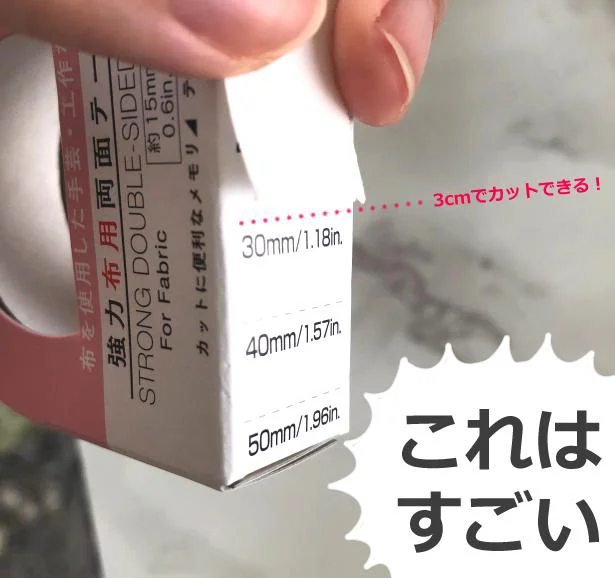 布を使用した手芸・工作
強力布用両面テー
STRONG DOUBLE-SIDED
For Fabric
約15mm
0.6in.
カットに便利なメモリ◢
テ
3cmでカットできる！
30mm/1.18in.
40mm/1.57in.
50mm/1.96in.
これは
すごい